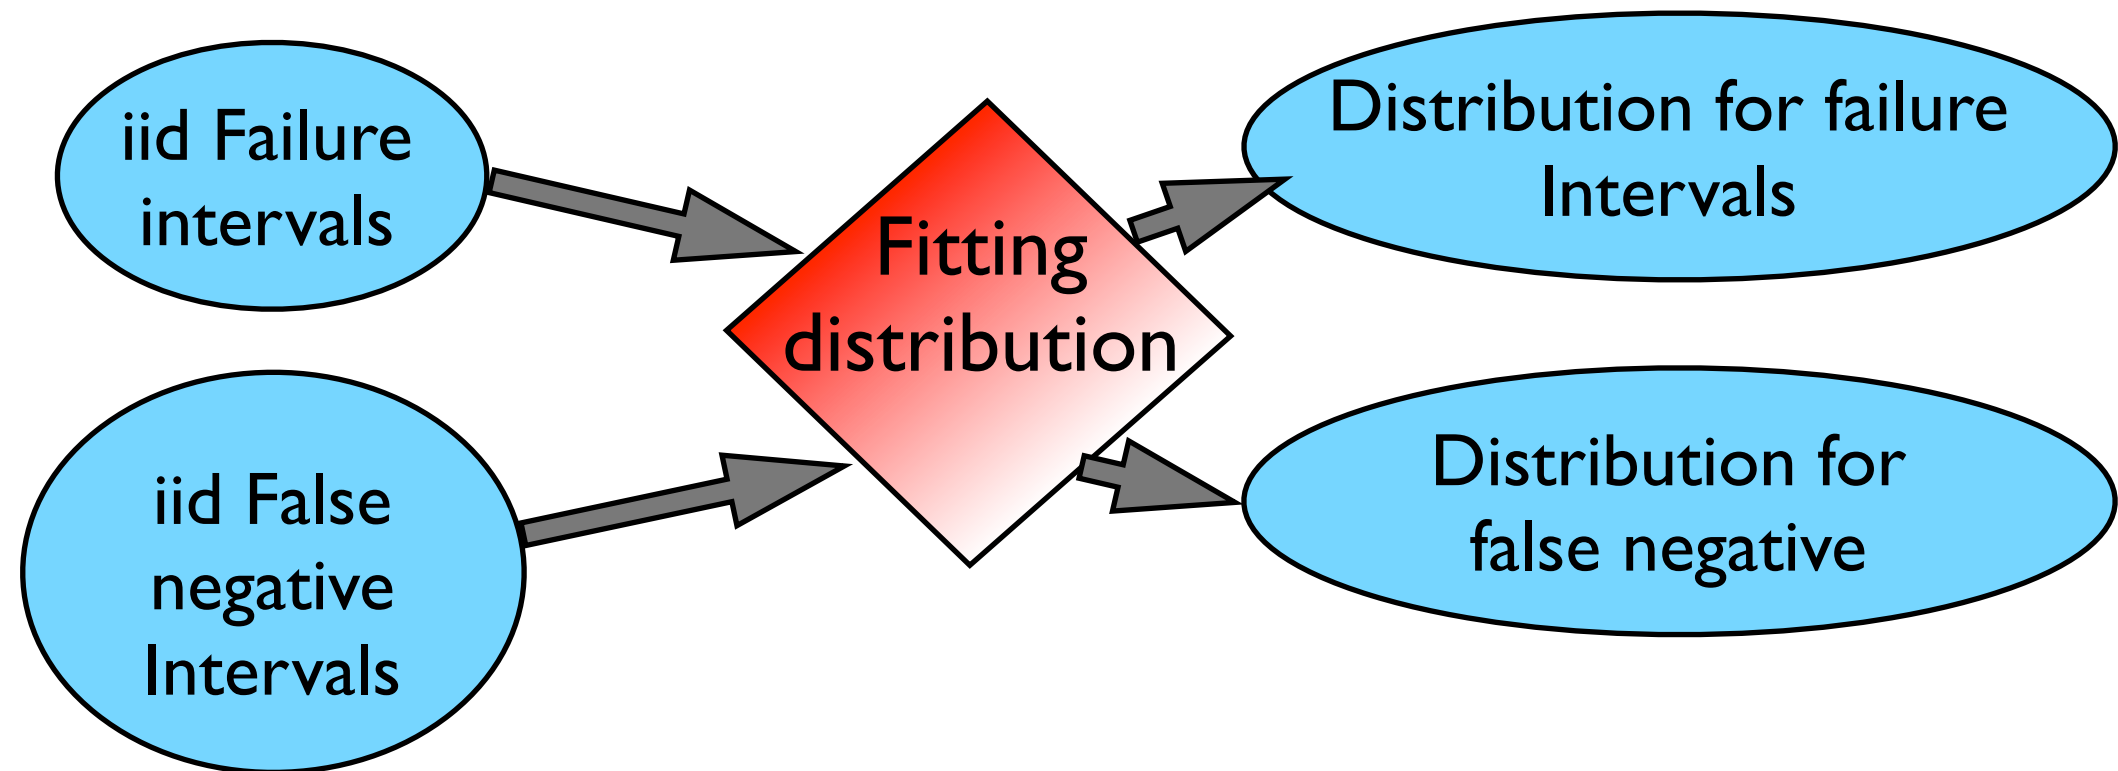 iid Failure
intervals
Fitting
distribution
Distribution for failure
Intervals
iid False
negative
Intervals
Distribution for
false negative